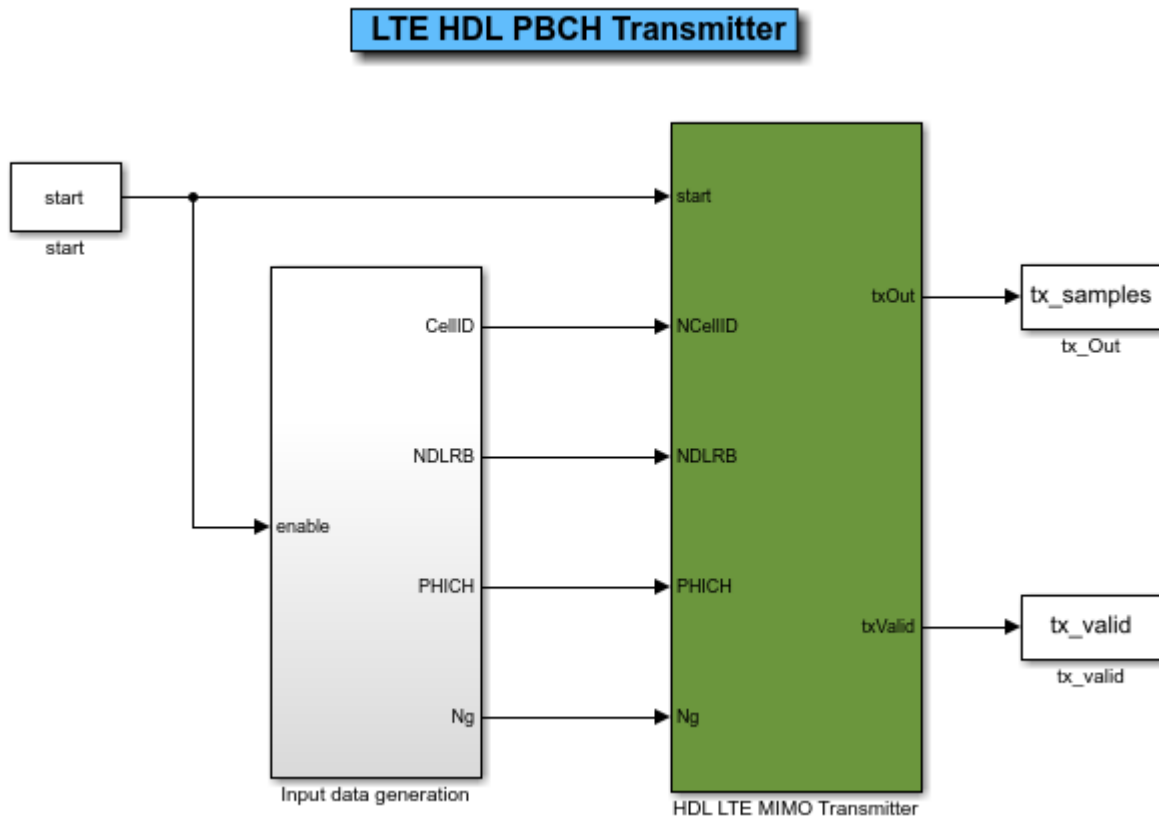 LTE HDL PBCH Transmitter
start
start
enable
CellID
NDLRB
PHICH
Ng
Input data generation
start
NCellID
NDLRB
PHICH
Ng
txOut
txValid
HDL LTE MIMO Transmitter
tx_samples
tx_Out
tx_valid
tx_valid